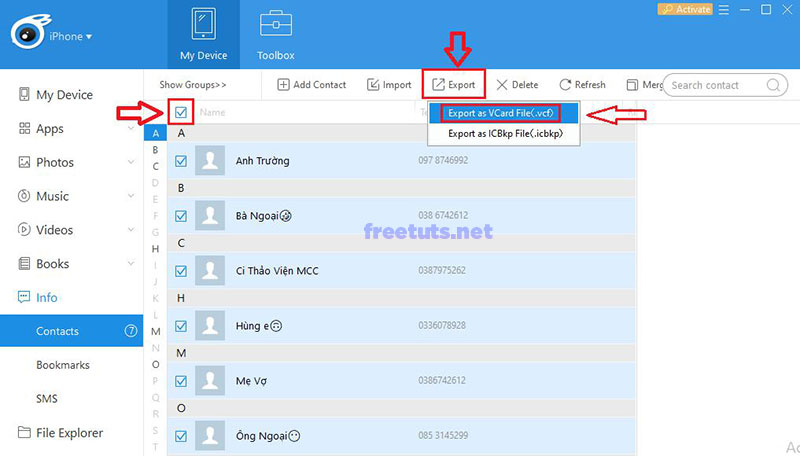 iPhone
My Device
Toolbox
Activate
Show Groups>>
Add Contact
Import
Export
Delete
Refresh
Search contact
Export as VCard File(.vcf)
Export as ICBkp File(.icbkp)
My Device
Apps
Photos
Music
Videos
Books
Info
Contacts 7
Bookmarks
SMS
File Explorer
A
B
C
D
E
F
G
H
I
J
K
L
M
N
O
P
Q
R
S
T
Name
A
Anh Trường 097 8746992
B
Bà Ngoại 038 6742612
C
Ci Thảo Viện MCC 0387975262
H
Hùng e 0336078928
M
Mẹ Vợ 0386742612
O
Ông Ngoại 085 3145299
freetuts.net